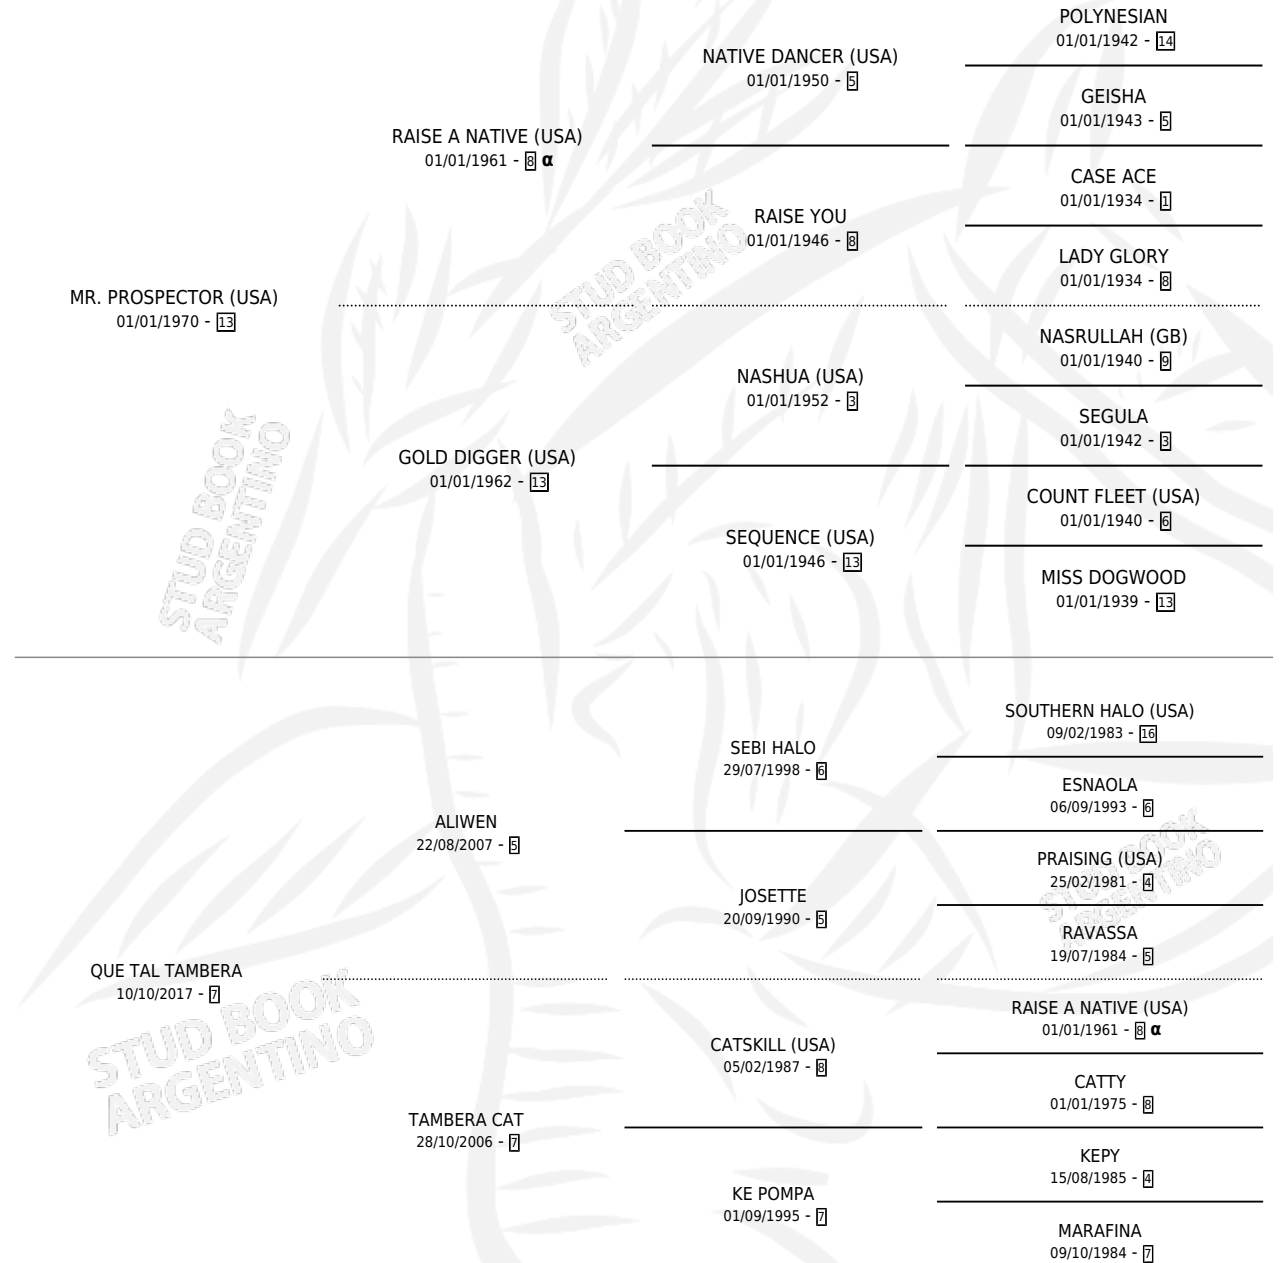 POLYNESIAN
01/01/1942 - 14
NATIVE DANCER (USA)
01/01/1950 - 5
GEISHA
01/01/1943 - 5
RAISE A NATIVE (USA)
01/01/1961 - 8 α
CASE ACE
01/01/1934 - 1
RAISE YOU
01/01/1946 - 8
LADY GLORY
01/01/1934 - 8
MR. PROSPECTOR (USA)
01/01/1970 - 13
NASRULLAH (GB)
01/01/1940 - 9
NASHUA (USA)
01/01/1952 - 3
SEGULA
01/01/1942 - 3
GOLD DIGGER (USA)
01/01/1962 - 13
COUNT FLEET (USA)
01/01/1940 - 6
SEQUENCE (USA)
01/01/1946 - 13
MISS DOGWOOD
01/01/1939 - 13
SOUTHERN HALO (USA)
09/02/1983 - 16
SEBI HALO
29/07/1998 - 6
ESNAOLA
06/09/1993 - 6
ALIWEN
22/08/2007 - 5
PRAISING (USA)
25/02/1981 - 4
JOSETTE
20/09/1990 - 5
RAVASSA
19/07/1984 - 5
QUE TAL TAMBERA
10/10/2017 - 7
RAISE A NATIVE (USA)
01/01/1961 - 8 α
CATSKILL (USA)
05/02/1987 - 8
CATTY
01/01/1975 - 8
TAMBERA CAT
28/10/2006 - 7
KEPY
15/08/1985 - 4
KE POMPA
01/09/1995 - 7
MARAFINA
09/10/1984 - 7
STUD BOOK
ARGENTINO
STUD BOOK
ARGENTINO
STUD BOOK
ARGENTINO
STUD BOOK
ARGENTINO